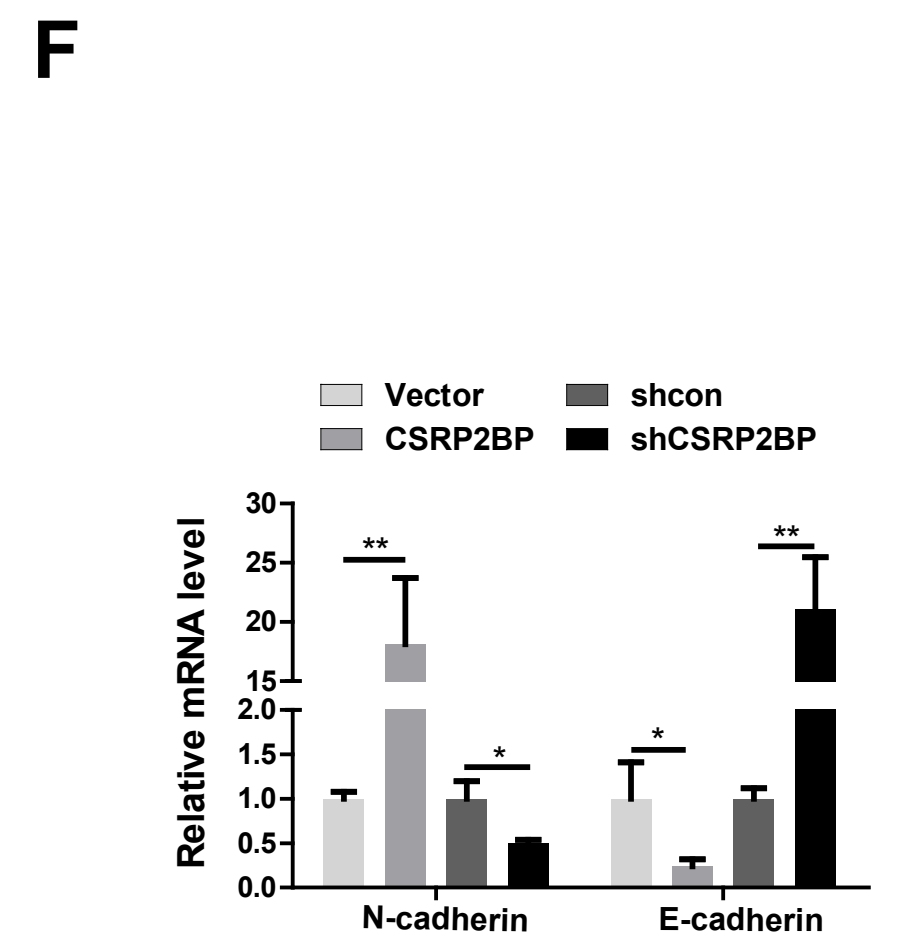 F
Vector shcon
CSRP2BP shCSRP2BP
Relative mRNA level
30
25
20
15
2.0
1.5
1.0
0.5
0.0
** * * **
N-cadherin E-cadherin